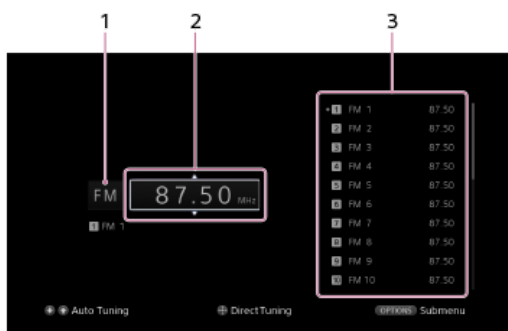 1 2 3
FM 87.50 MHz
1 FM 1
1 FM 1 87.50
2 FM 2 87.50
3 FM 3 87.50
4 FM 4 87.50
5 FM 5 87.50
6 FM 6 87.50
7 FM 7 87.50
8 FM 8 87.50
9 FM 9 87.50
10 FM 10 87.50
Auto Tuning Direct Tuning OPTIONS Submenu